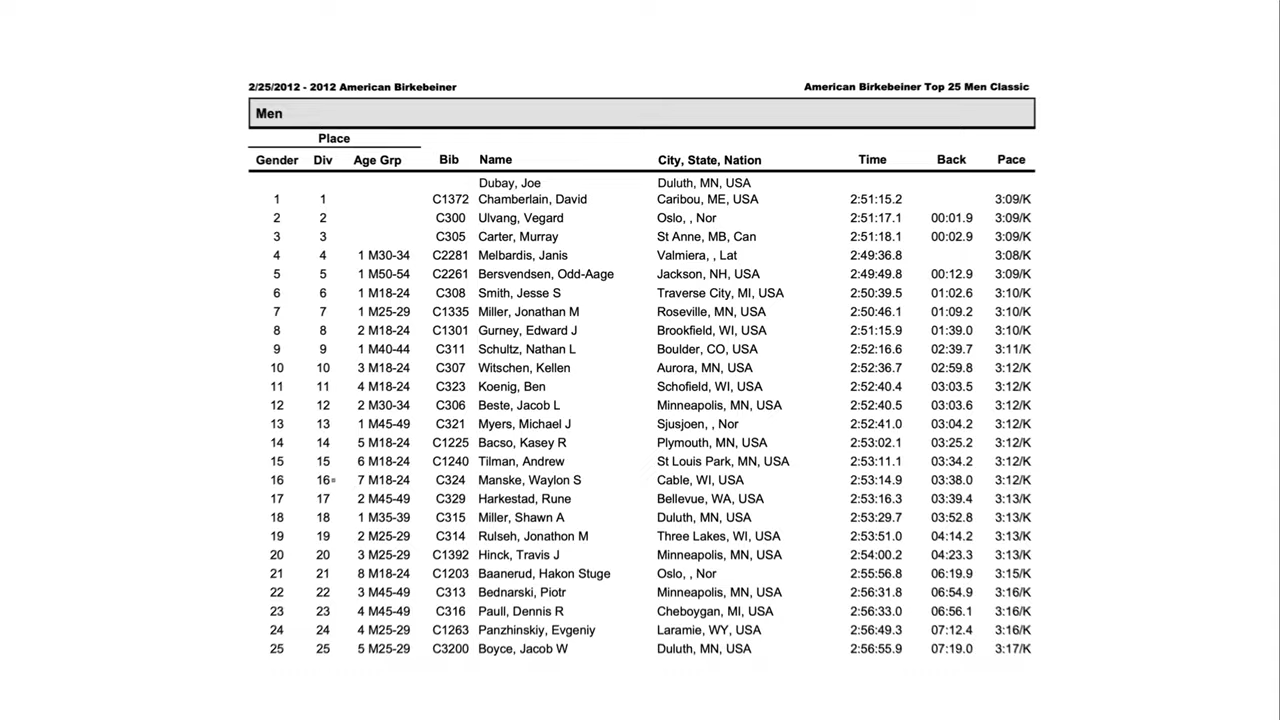 2/25/2012 - 2012 American Birkebeiner American Birkebeiner Top 25 Men Classic
Men
Place
Gender Div Age Grp Bib Name City, State, Nation Time Back Pace
Dubay, Joe Duluth, MN, USA
1 1 C1372 Chamberlain, David Caribou, ME, USA 2:51:15.2 3:09/K
2 2 C300 Ulvang, Vegard Oslo, , Nor 2:51:17.1 00:01.9 3:09/K
3 3 C305 Carter, Murray St Anne, MB, Can 2:51:18.1 00:02.9 3:09/K
4 4 1 M30-34 C2281 Melbardis, Janis Valmiera, , Lat 2:49:36.8 3:08/K
5 5 1 M50-54 C2261 Bersvendsen, Odd-Aage Jackson, NH, USA 2:49:49.8 00:12.9 3:09/K
6 6 1 M18-24 C308 Smith, Jesse S Traverse City, MI, USA 2:50:39.5 01:02.6 3:10/K
7 7 1 M25-29 C1335 Miller, Jonathan M Roseville, MN, USA 2:50:46.1 01:09.2 3:10/K
8 8 2 M18-24 C1301 Gurney, Edward J Brookfield, WI, USA 2:51:15.9 01:39.0 3:10/K
9 9 1 M40-44 C311 Schultz, Nathan L Boulder, CO, USA 2:52:16.6 02:39.7 3:11/K
10 10 3 M18-24 C307 Witschen, Kellen Aurora, MN, USA 2:52:36.7 02:59.8 3:12/K
11 11 4 M18-24 C323 Koenig, Ben Schofield, WI, USA 2:52:40.4 03:03.5 3:12/K
12 12 2 M30-34 C306 Beste, Jacob L Minneapolis, MN, USA 2:52:40.5 03:03.6 3:12/K
13 13 1 M45-49 C321 Myers, Michael J Sjusjoen, , Nor 2:52:41.0 03:04.2 3:12/K
14 14 5 M18-24 C1225 Bacso, Kasey R Plymouth, MN, USA 2:53:02.1 03:25.2 3:12/K
15 15 6 M18-24 C1240 Tilman, Andrew St Louis Park, MN, USA 2:53:11.1 03:34.2 3:12/K
16 16 7 M18-24 C324 Manske, Waylon S Cable, WI, USA 2:53:14.9 03:38.0 3:12/K
17 17 2 M45-49 C329 Harkestad, Rune Bellevue, WA, USA 2:53:16.3 03:39.4 3:13/K
18 18 1 M35-39 C315 Miller, Shawn A Duluth, MN, USA 2:53:29.7 03:52.8 3:13/K
19 19 2 M25-29 C314 Rulseh, Jonathon M Three Lakes, WI, USA 2:53:51.0 04:14.2 3:13/K
20 20 3 M25-29 C1392 Hinck, Travis J Minneapolis, MN, USA 2:54:00.2 04:23.3 3:13/K
21 21 8 M18-24 C1203 Baanerud, Hakon Stuge Oslo, , Nor 2:55:56.8 06:19.9 3:15/K
22 22 3 M45-49 C313 Bednarski, Piotr Minneapolis, MN, USA 2:56:31.8 06:54.9 3:16/K
23 23 4 M45-49 C316 Paull, Dennis R Cheboygan, MI, USA 2:56:33.0 06:56.1 3:16/K
24 24 4 M25-29 C1263 Panzhinskiy, Evgeniy Laramie, WY, USA 2:56:49.3 07:12.4 3:16/K
25 25 5 M25-29 C3200 Boyce, Jacob W Duluth, MN, USA 2:56:55.9 07:19.0 3:17/K